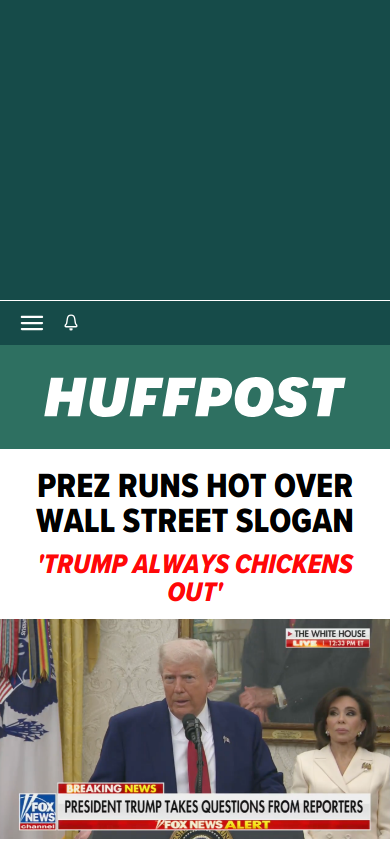 HUFFPOST
PREZ RUNS HOT OVER
WALL STREET SLOGAN
'TRUMP ALWAYS CHICKENS
OUT'
THE WHITE HOUSE
LIVE 12:33 PM ET
BREAKING NEWS
FOX
NEWS
channel
PRESIDENT TRUMP TAKES QUESTIONS FROM REPORTERS
FOX NEWS ALERT